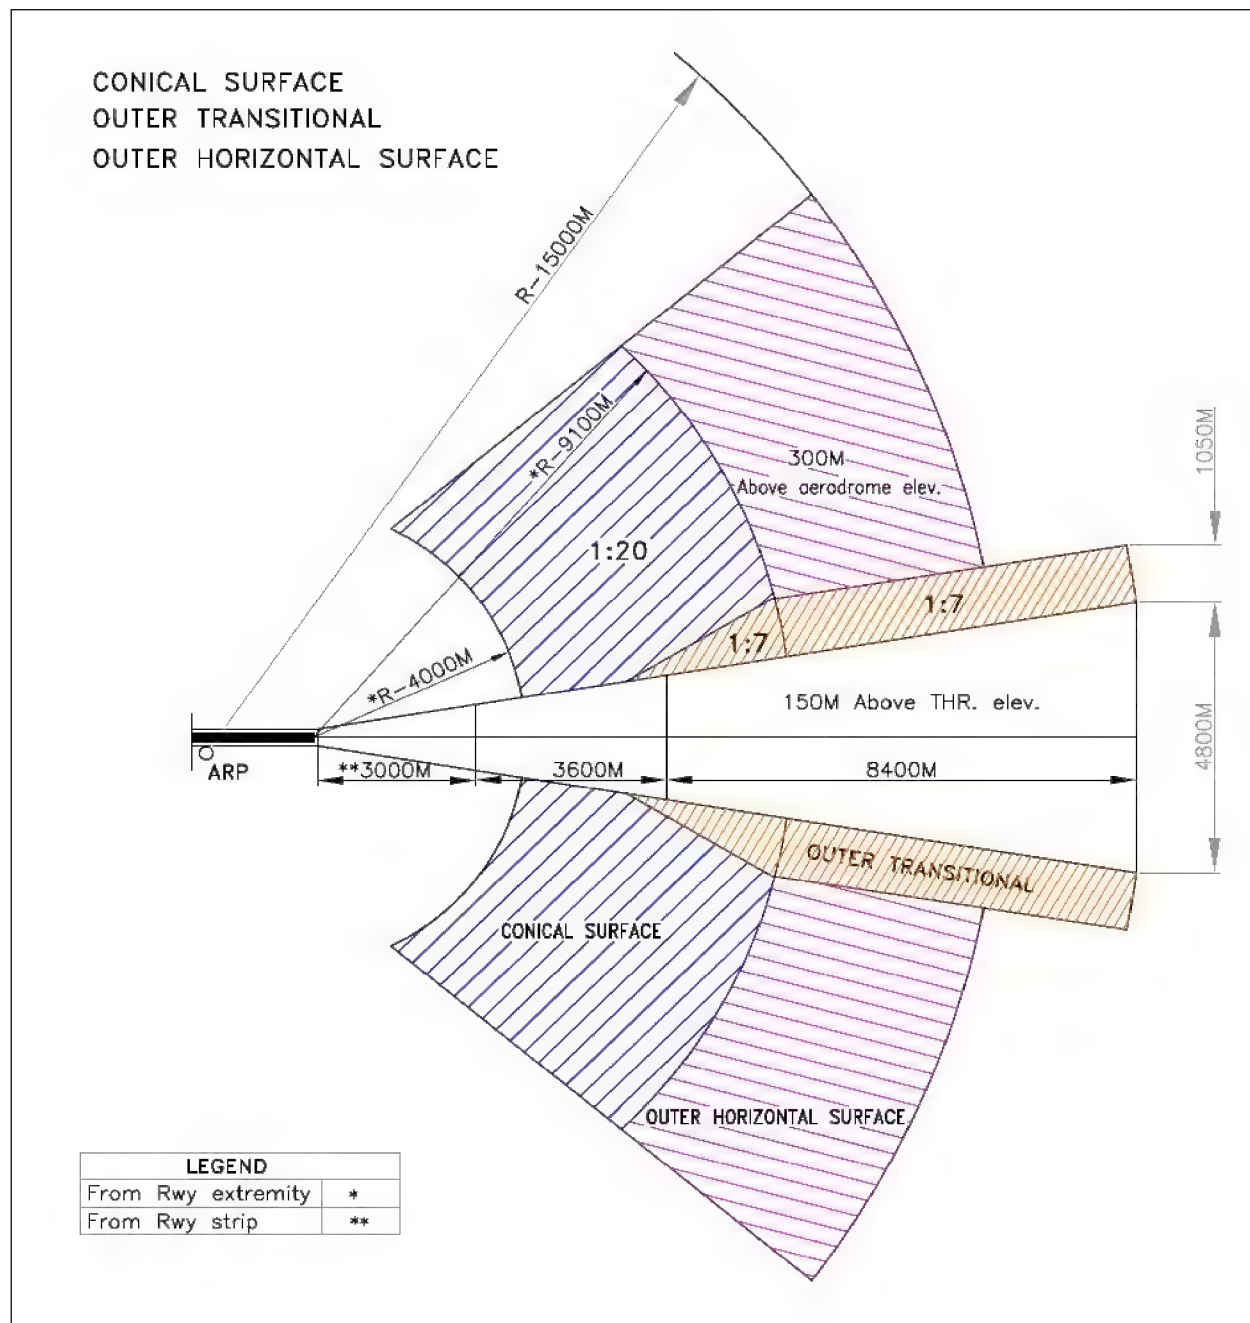 CONICAL SURFACE
OUTER TRANSITIONAL
OUTER HORIZONTAL SURFACE
R-15000M
*R-9100M
1050M
300M
Above aerodrome elev.
1:20
1:7
1:7
*R-4000M
150M Above THR. elev.
4800M
ARP
**3000M
3600M
8400M
OUTER TRANSITIONAL
CONICAL SURFACE
OUTER HORIZONTAL SURFACE
LEGEND
From Rwy extremity *
From Rwy strip **